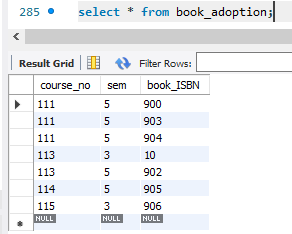 285 select * from book_adoption;
Result Grid Filter Rows:
course_no sem book_ISBN
111 5 900
111 5 903
111 5 904
113 3 10
113 5 902
114 5 905
115 3 906
NULL NULL NULL